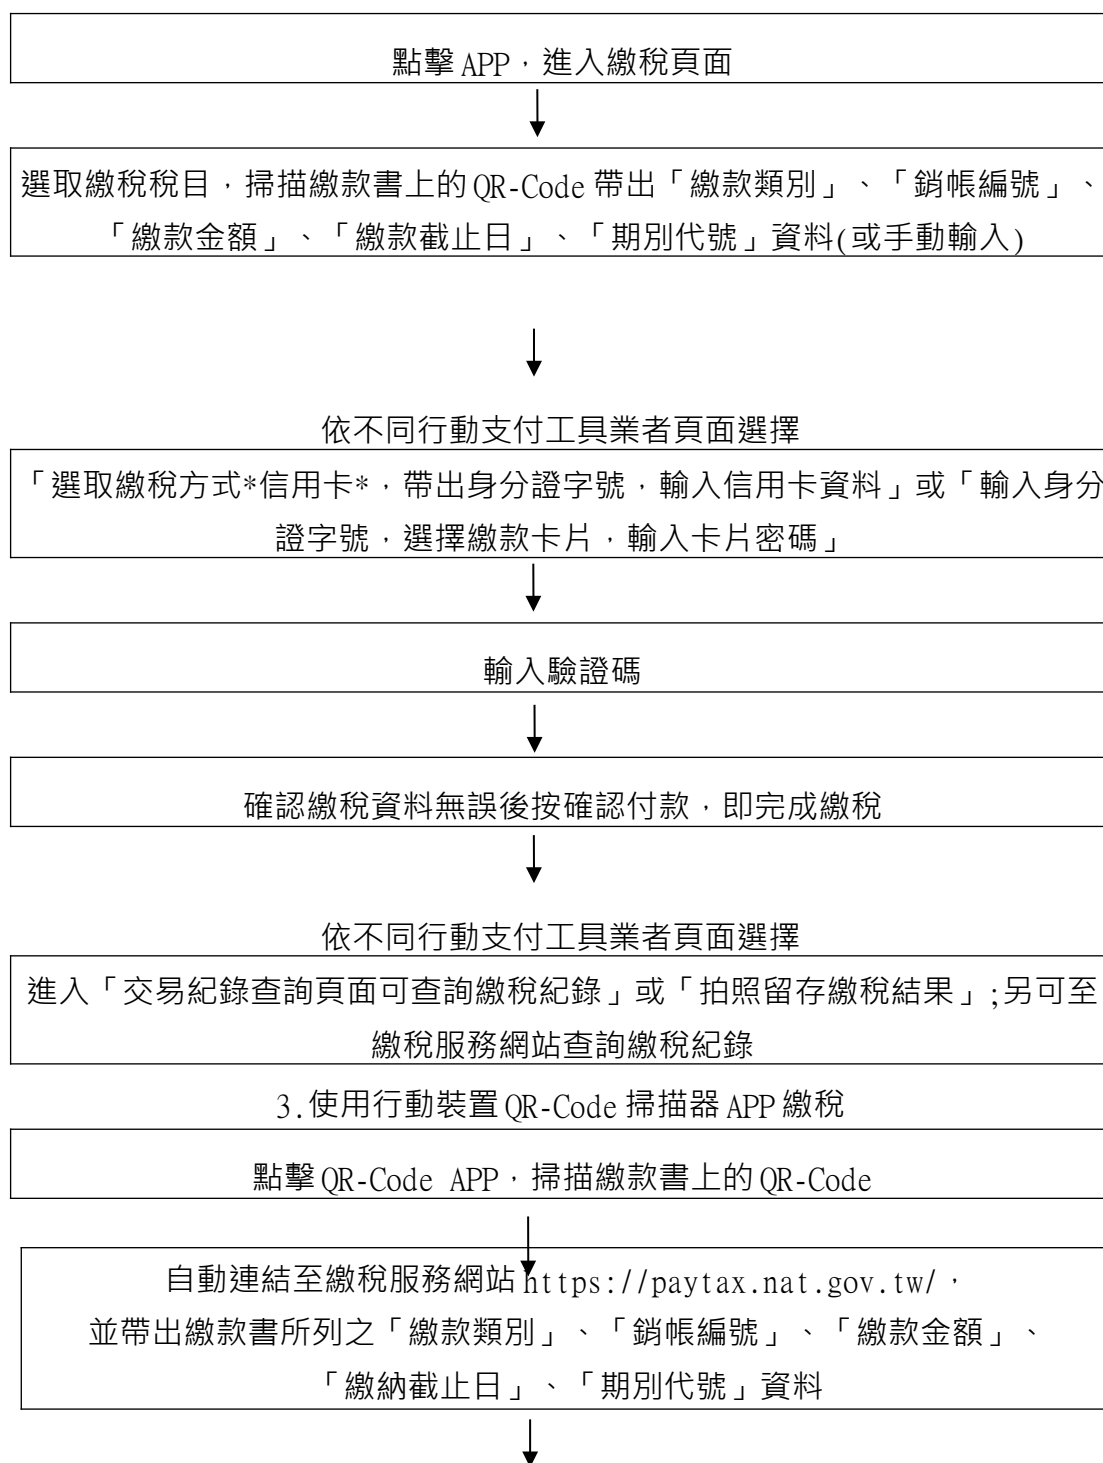 點擊 APP，進入繳稅頁面
選取繳稅稅目，掃描繳款書上的 QR-Code 帶出「繳款類別」、「銷帳編號」、
「繳款金額」、「繳款截止日」、「期別代號」資料(或手動輸入)
依不同行動支付工具業者頁面選擇
「選取繳稅方式*信用卡*，帶出身分證字號，輸入信用卡資料」或「輸入身分
證字號，選擇繳款卡片，輸入卡片密碼」
輸入驗證碼
確認繳稅資料無誤後按確認付款，即完成繳稅
依不同行動支付工具業者頁面選擇
進入「交易紀錄查詢頁面可查詢繳稅紀錄」或「拍照留存繳稅結果」;另可至
繳稅服務網站查詢繳稅紀錄
3.使用行動裝置 QR-Code 掃描器 APP 繳稅
點擊 QR-Code APP，掃描繳款書上的 QR-Code
自動連結至繳稅服務網站 https://paytax.nat.gov.tw/，
並帶出繳款書所列之「繳款類別」、「銷帳編號」、「繳款金額」、
「繳納截止日」、「期別代號」資料